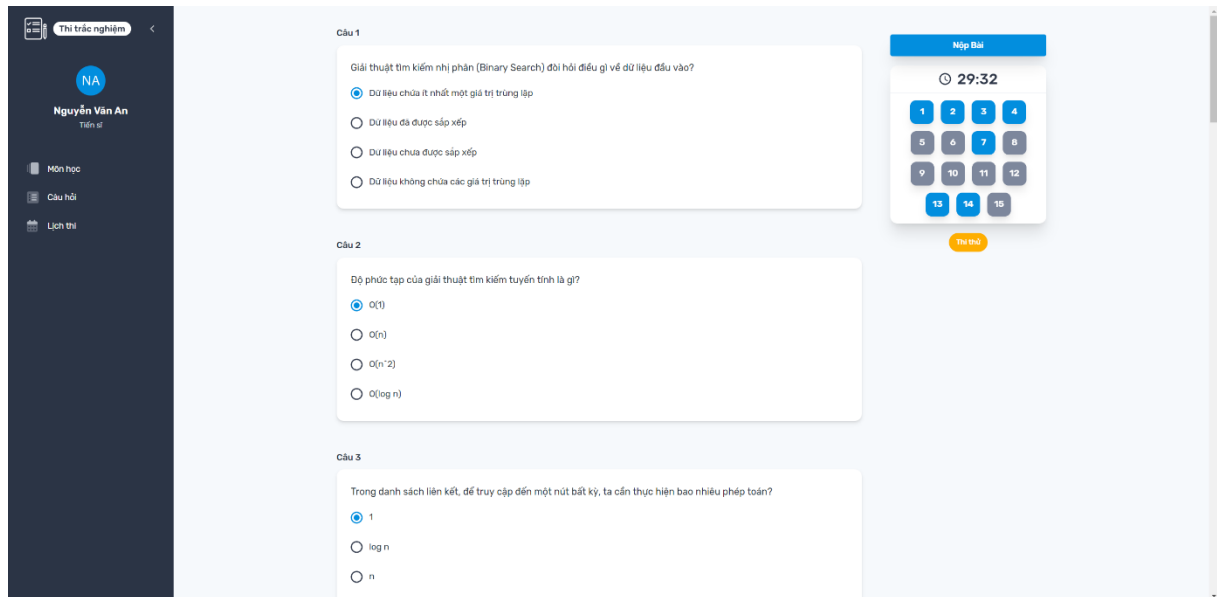 Thi trắc nghiệm
NA
Nguyễn Văn An
Tiến sĩ
Môn học
Câu hỏi
Lịch thi
Câu 1
Giải thuật tìm kiếm nhị phân (Binary Search) đòi hỏi điều gì về dữ liệu đầu vào?
Dữ liệu chứa ít nhất một giá trị trùng lặp
Dữ liệu đã được sắp xếp
Dữ liệu chưa được sắp xếp
Dữ liệu không chứa các giá trị trùng lặp
Câu 2
Độ phức tạp của giải thuật tìm kiếm tuyến tính là gì?
O(1)
O(n)
O(n^2)
O(log n)
Câu 3
Trong danh sách liên kết, để truy cập đến một nút bất kỳ, ta cần thực hiện bao nhiêu phép toán?
1
log n
n
Nộp Bài
29:32
1 2 3 4
5 6 7 8
9 10 11 12
13 14 15
Thi thử